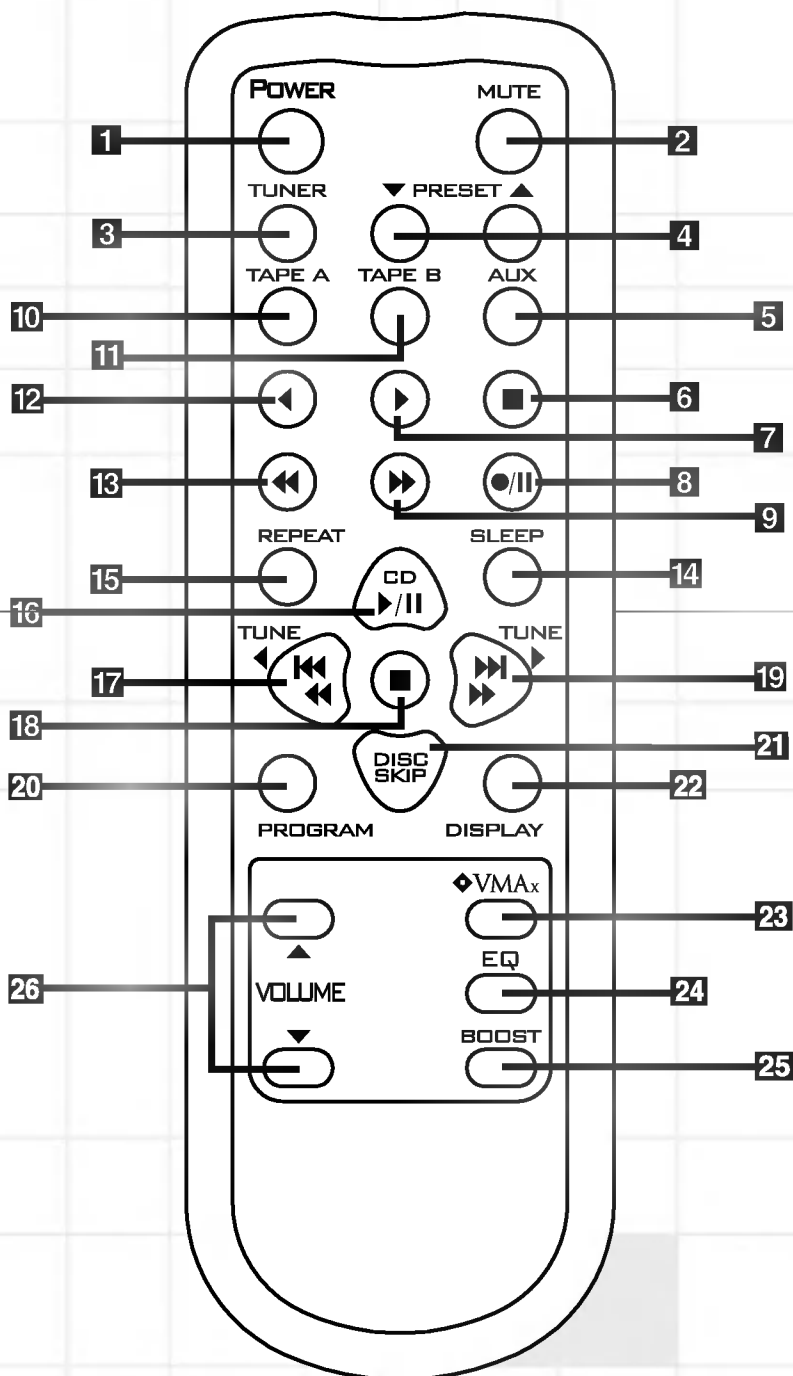 POWER MUTE
1 2
TUNER ▼ PRESET ▲
3 4
TAPE A TAPE B AUX
10 5
11
12 ◀ ▶ ■ 6
7
13 ◀◀ ▶▶ ●/II 8
9
REPEAT SLEEP
15 CD 14
16 ▶/II
TUNE TUNE
◀ ▶
17 I◀◀ ▶▶I 19
◀◀ ■ ▶▶
18 21
DISC
SKIP
20 22
PROGRAM DISPLAY
◆VMAx
23
▲ EQ
26 VOLUME 24
▼ BOOST
25